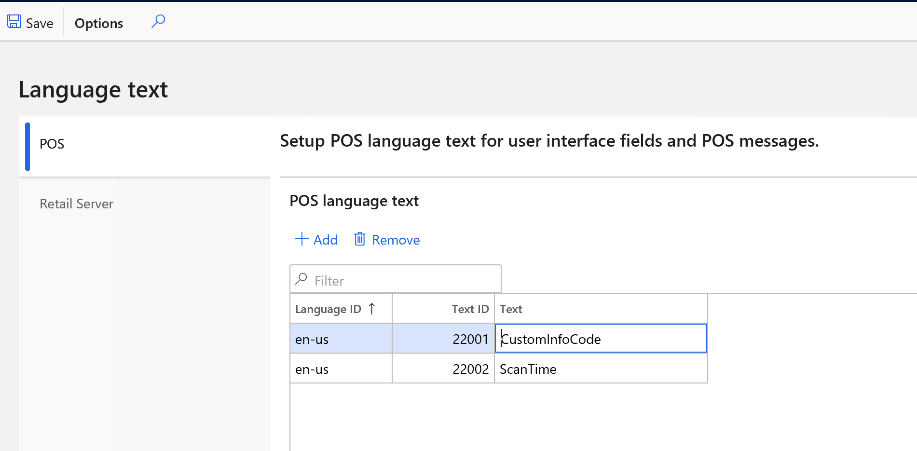 Save Options
Language text
POS
Setup POS language text for user interface fields and POS messages.
Retail Server
POS language text
Add Remove
Filter
Language ID ↑ Text ID Text
en-us 22001 CustomInfoCode
en-us 22002 ScanTime